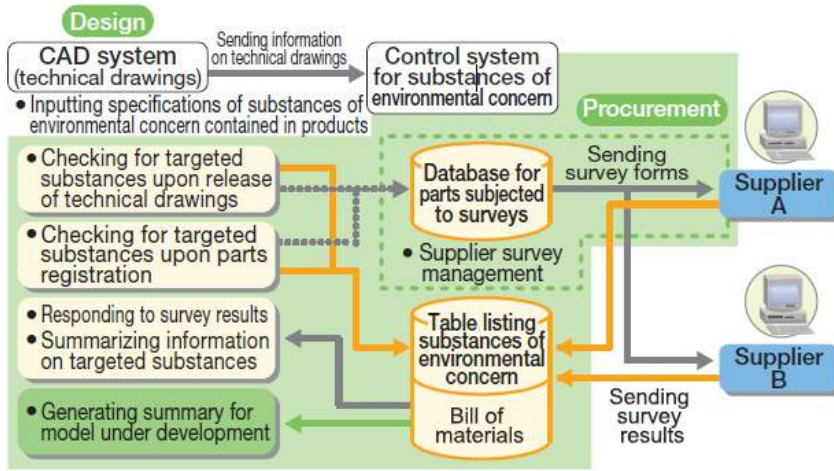 Design
CAD system
(technical drawings)
Sending information
on technical drawings
Control system
for substances of
environmental concern
• Inputting specifications of substances of
environmental concern contained in products
Procurement
• Checking for targeted
substances upon release
of technical drawings
• Checking for targeted
substances upon parts
registration
Database for
parts subjected
to surveys
Sending
survey forms
Supplier
A
• Supplier survey
management
• Responding to survey results
• Summarizing information
on targeted substances
Table listing
substances of
environmental
concern
Supplier
B
• Generating summary for
model under development
Bill of
materials
Sending
survey
results